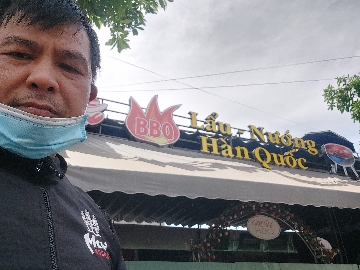 BBQ
Lẩu . Nướng
Hàn Quốc